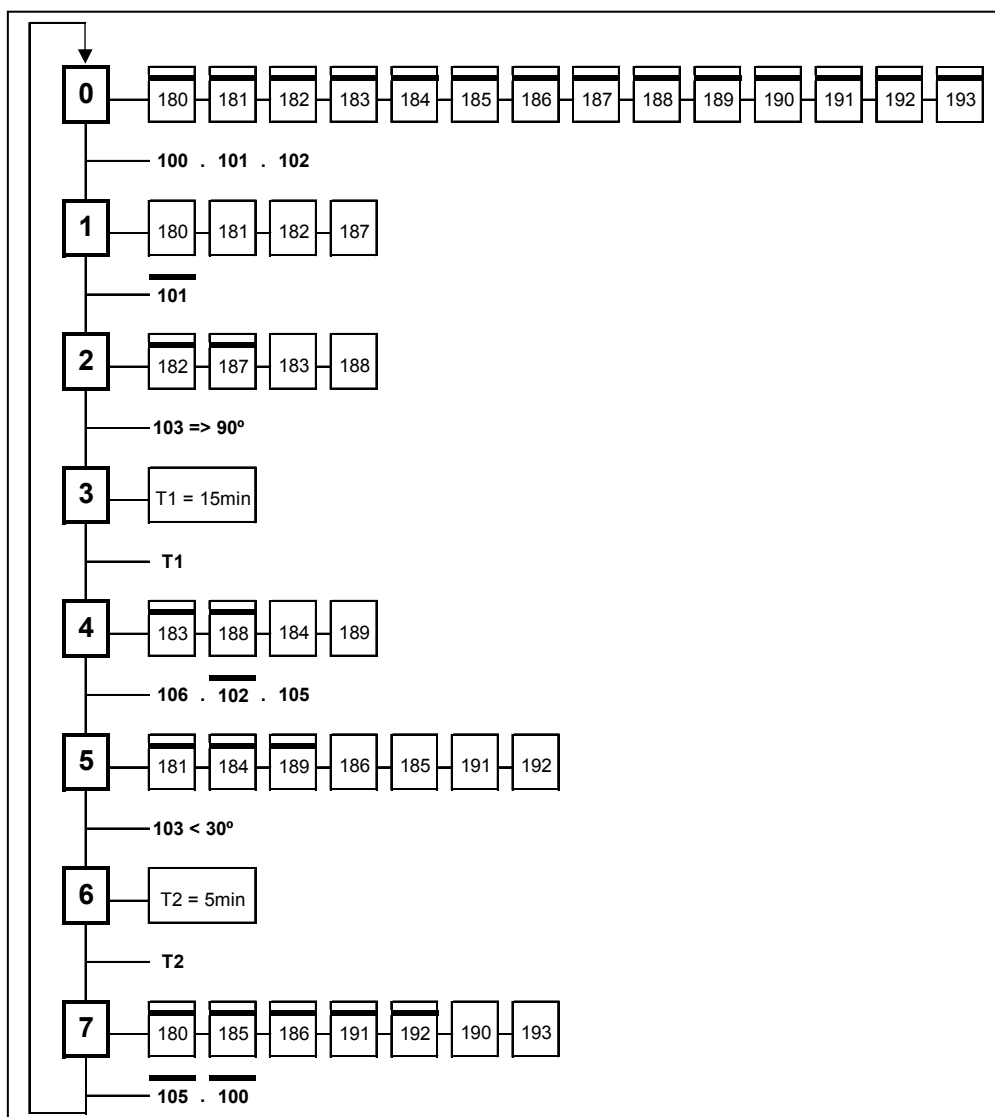 0 180 181 182 183 184 185 186 187 188 189 190 191 192 193
100 . 101 . 102
1 180 181 182 187
101
2 182 187 183 188
103 => 90º
3 T1 = 15min
T1
4 183 188 184 189
106 . 102 . 105
5 181 184 189 186 185 191 192
103 < 30º
6 T2 = 5min
T2
7 180 185 186 191 192 190 193
105 . 100